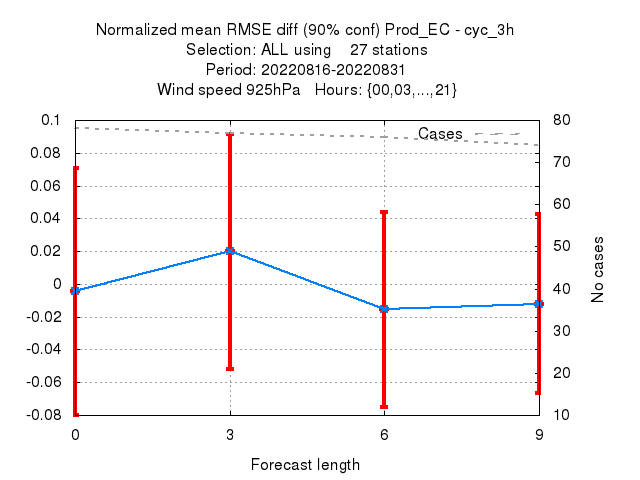 Normalized mean RMSE diff (90% conf) Prod_EC - cyc_3h
Selection: ALL using    27 stations
Period: 20220816-20220831
Wind speed 925hPa   Hours: {00,03,...,21}
Cases
0.1
0.08
0.06
0.04
0.02
0
-0.02
-0.04
-0.06
-0.08
80
70
60
50
40
30
20
10
No cases
0 3 6 9
Forecast length